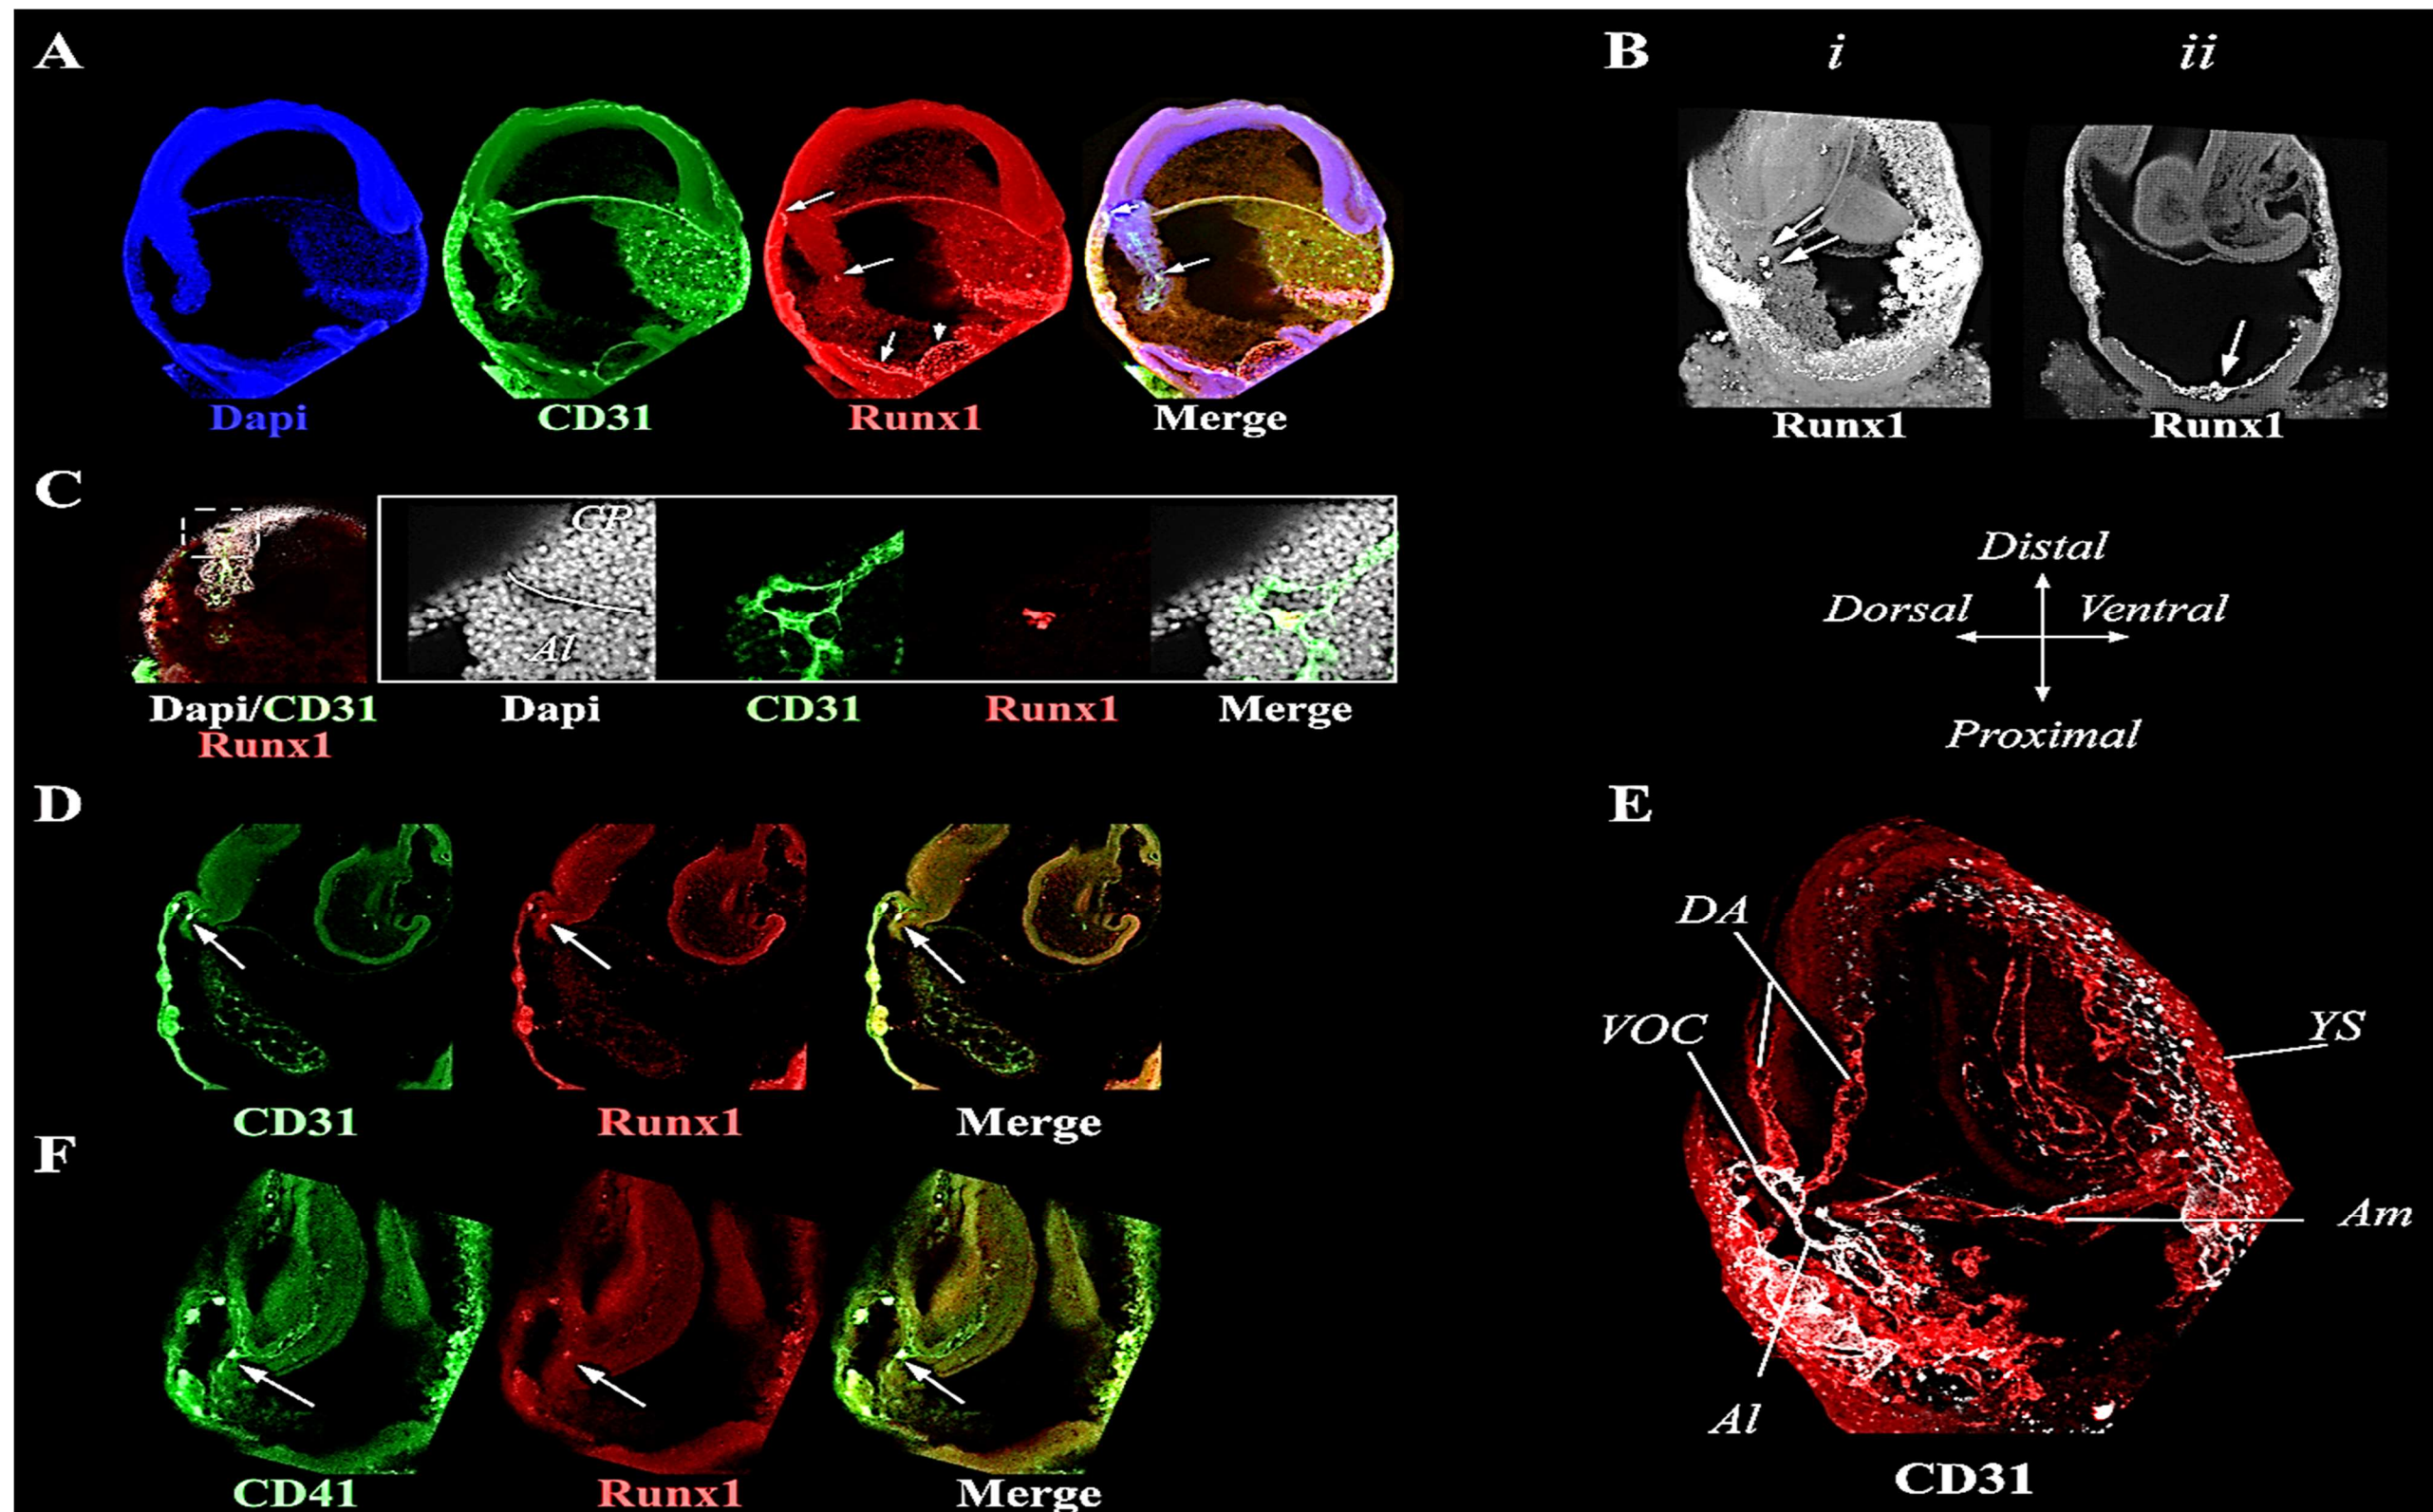 A
Dapi
CD31
Runx1
Merge
B
i
ii
Runx1
Runx1
C
CP
Al
Dapi/CD31
Runx1
Dapi
CD31
Runx1
Merge
Distal
Dorsal
Ventral
Proximal
D
CD31
Runx1
Merge
E
DA
VOC
YS
Am
Al
CD31
F
CD41
Runx1
Merge